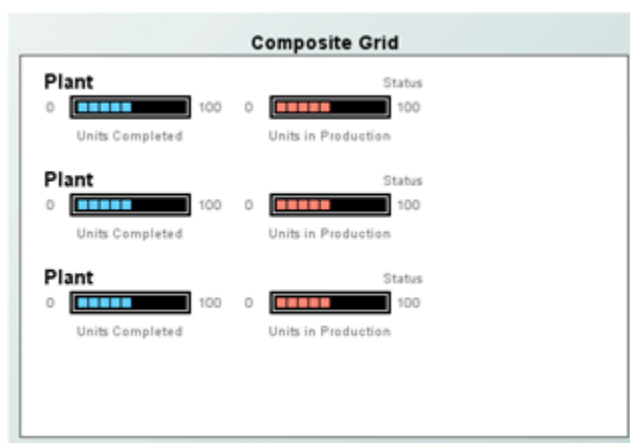 Composite Grid
Plant Status
0 100 0 100
Units Completed Units in Production
Plant Status
0 100 0 100
Units Completed Units in Production
Plant Status
0 100 0 100
Units Completed Units in Production